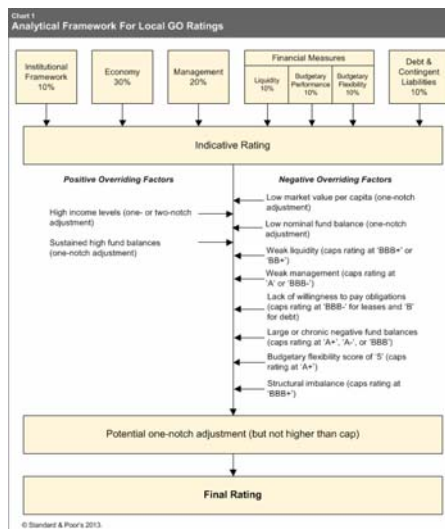 Chart 1
Analytical Framework For Local GO Ratings
Institutional
Framework
10%
Economy
30%
Management
20%
Financial Measures
Liquidity
10%
Budgetary
Performance
10%
Budgetary
Flexibility
10%
Debt &
Contingent
Liabilities
10%
Indicative Rating
Positive Overriding Factors
High income levels (one- or two-notch
adjustment)
Sustained high fund balances
(one-notch adjustment)
Negative Overriding Factors
Low market value per capita (one-notch
adjustment)
Low nominal fund balance (one-notch
adjustment)
Weak liquidity (caps rating at 'BBB+' or
'BB+')
Weak management (caps rating at
'A' or 'BBB-')
Lack of willingness to pay obligations
(caps rating at 'BBB-' for leases and 'B'
for debt)
Large or chronic negative fund balances
(caps rating at 'A+', 'A-', or 'BBB')
Budgetary flexibility score of '5' (caps
rating at 'A+')
Structural imbalance (caps rating at
'BBB+')
Potential one-notch adjustment (but not higher than cap)
Final Rating
© Standard & Poor's 2013.